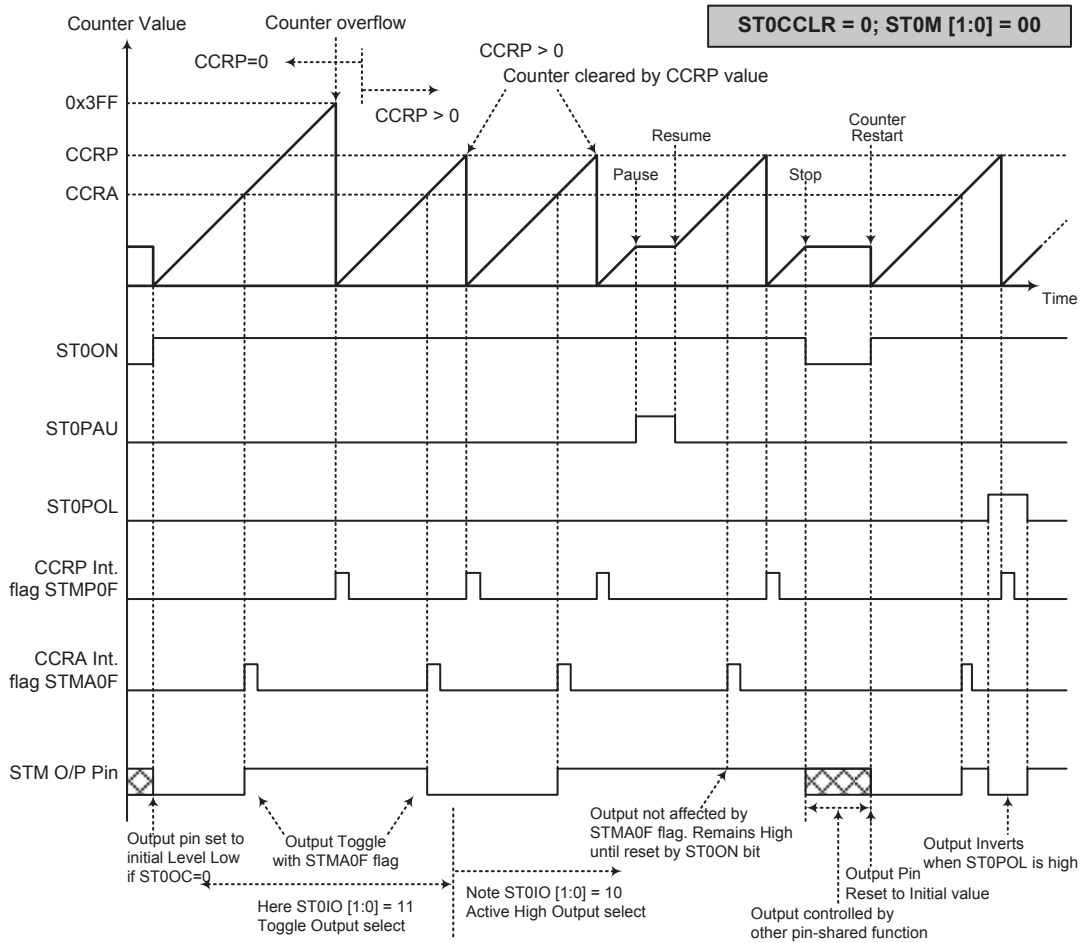 Counter Value
Counter overflow
ST0CCLR = 0; ST0M [1:0] = 00
CCRP=0
CCRP > 0
CCRP > 0
Counter cleared by CCRP value
0x3FF
CCRP
CCRA
Pause
Resume
Stop
Counter
Restart
Time
ST0ON
ST0PAU
ST0POL
CCRP Int.
flag STMP0F
CCRA Int.
flag STMA0F
STM O/P Pin
Output pin set to
initial Level Low
if ST0OC=0
Output Toggle
with STMA0F flag
Here ST0IO [1:0] = 11
Toggle Output select
Note ST0IO [1:0] = 10
Active High Output select
Output not affected by
STMA0F flag. Remains High
until reset by ST0ON bit
Output controlled by
other pin-shared function
Output Pin
Reset to Initial value
Output Inverts
when ST0POL is high